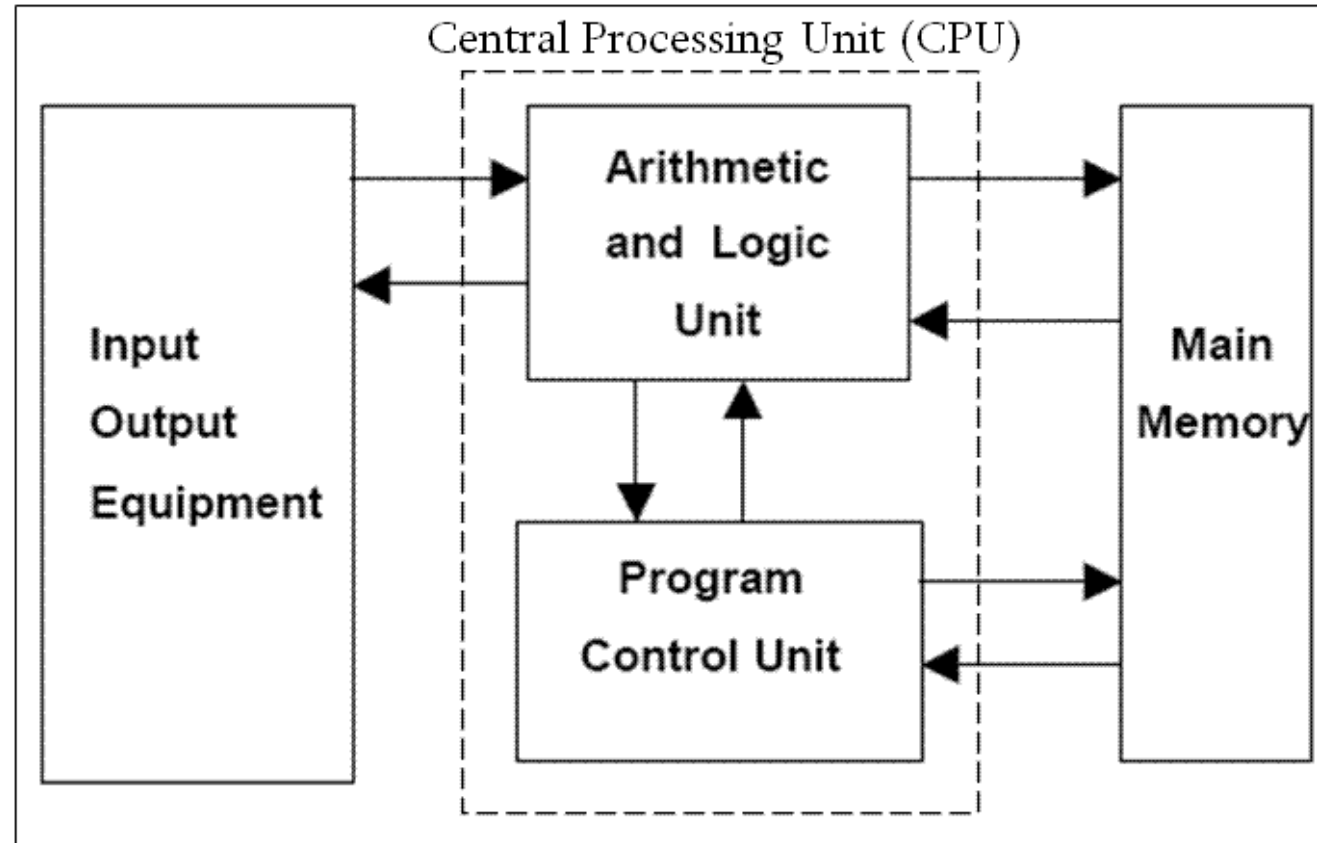 Central Processing Unit (CPU)
Input
Output
Equipment
Arithmetic
and Logic
Unit
Program
Control Unit
Main
Memory